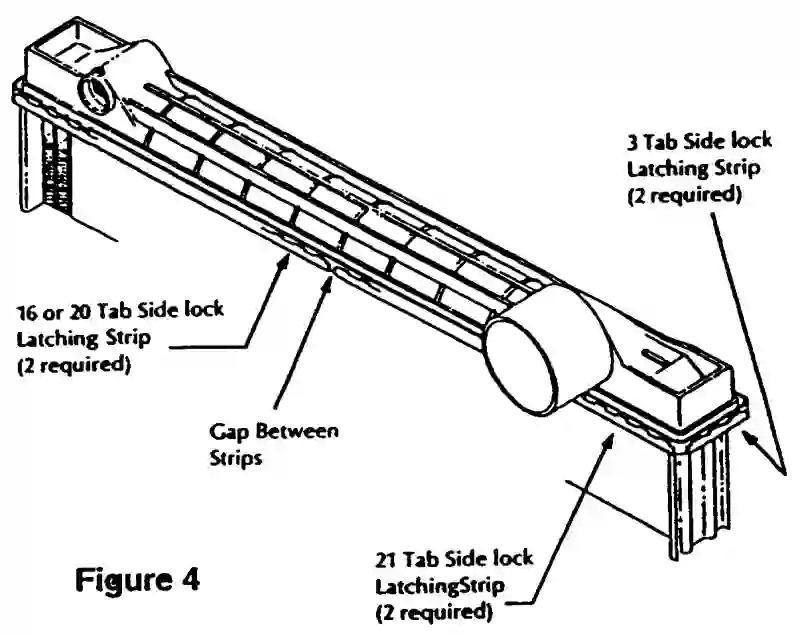 3 Tab Side lock
Latching Strip
(2 required)
16 or 20 Tab Side lock
Latching Strip
(2 required)
Gap Between
Strips
21 Tab Side lock
LatchingStrip
(2 required)
Figure 4